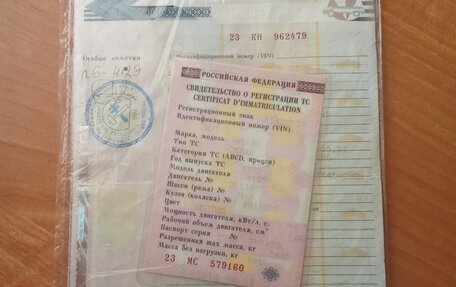 23 КН 962479
Особые отметки
Идентификационный номер (VIN)
РОССИЙСКАЯ ФЕДЕРАЦИЯ
СВИДЕТЕЛЬСТВО О РЕГИСТРАЦИИ ТС
CERTIFICAT D'IMMATRICULATION
Регистрационный знак
Идентификационный номер (VIN)
Марка, модель
Тип ТС
Категория ТС (ABCD, прицеп)
Год выпуска ТС
Модель двигателя
Двигатель №
Шасси (рама) №
Кузов (коляска) №
Цвет
Мощность двигателя, кВт/л. с.
Рабочий объем двигателя, см³
Паспорт серия №
Разрешенная max масса, кг
Масса без нагрузки, кг
23 МС 579160